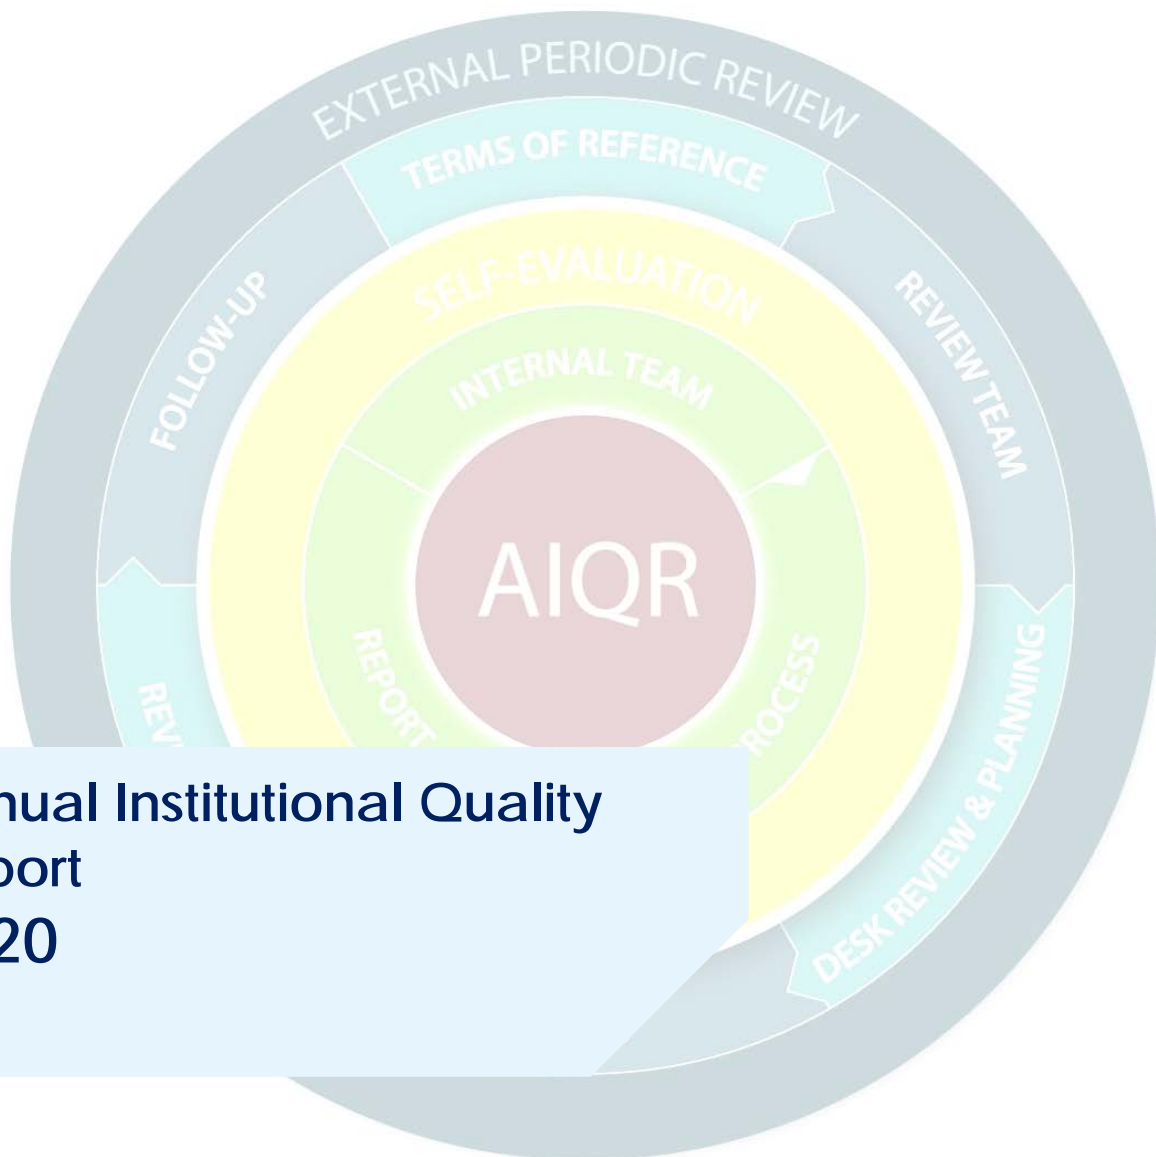 EXTERNAL PERIODIC REVIEW
TERMS OF REFERENCE
SELF-EVALUATION
FOLLOW-UP
REVIEW TEAM
INTERNAL TEAM
AIQR
REPORT
DESK REVIEW & PLANNING
nual Institutional Quality
port
20